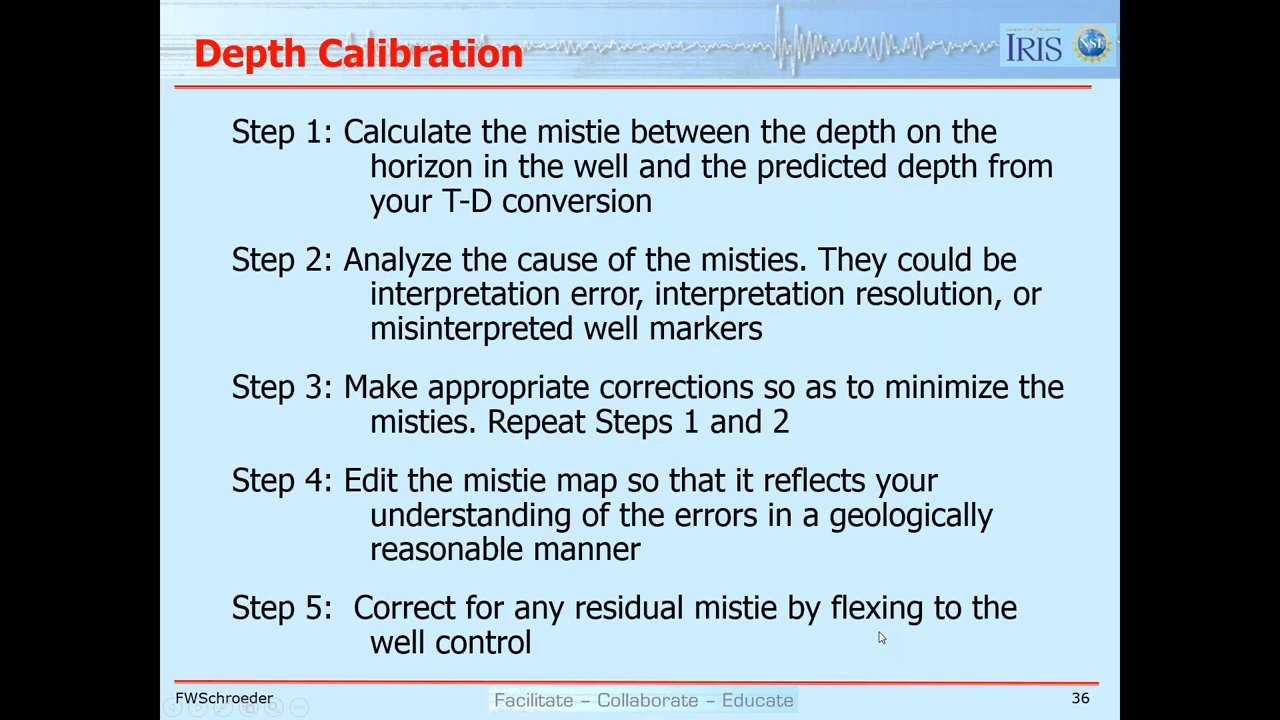 Depth Calibration
IRIS
NSF
Step 1: Calculate the mistie between the depth on the
horizon in the well and the predicted depth from
your T-D conversion
Step 2: Analyze the cause of the misties. They could be
interpretation error, interpretation resolution, or
misinterpreted well markers
Step 3: Make appropriate corrections so as to minimize the
misties. Repeat Steps 1 and 2
Step 4: Edit the mistie map so that it reflects your
understanding of the errors in a geologically
reasonable manner
Step 5:  Correct for any residual mistie by flexing to the
well control
FWSchroeder
Facilitate – Collaborate – Educate
36